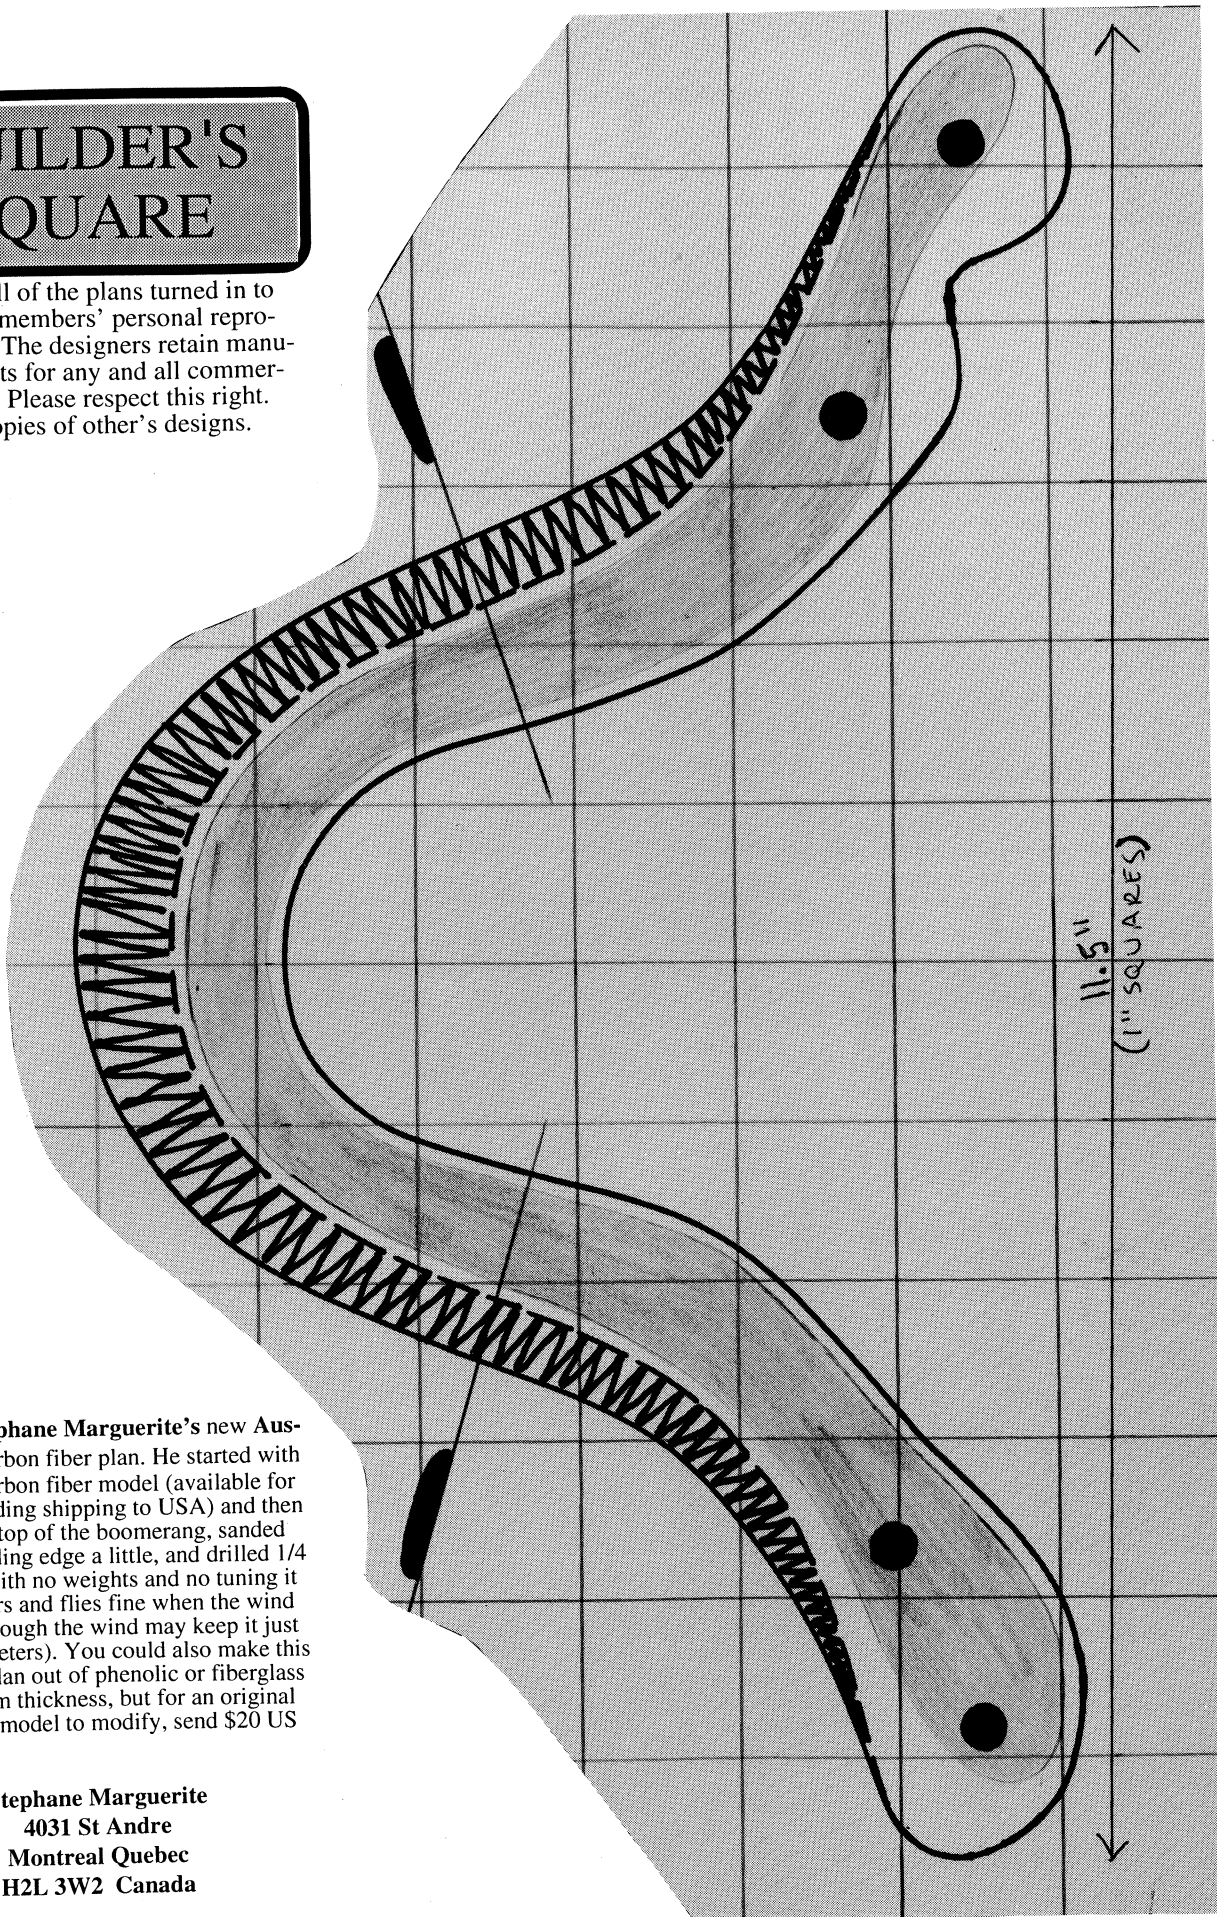 UILDER'S
QUARE
ll of the plans turned in to
members' personal repro-
The designers retain manu-
ts for any and all commer-
Please respect this right.
opies of other's designs.
11.5"
(1" SQUARES)
phane Marguerite's new Aus-
rbon fiber plan. He started with
rbon fiber model (available for
ding shipping to USA) and then
top of the boomerang, sanded
ling edge a little, and drilled 1/4
ith no weights and no tuning it
rs and flies fine when the wind
ough the wind may keep it just
eters). You could also make this
lan out of phenolic or fiberglass
n thickness, but for an original
model to modify, send $20 US
tephane Marguerite
4031 St Andre
Montreal Quebec
H2L 3W2 Canada